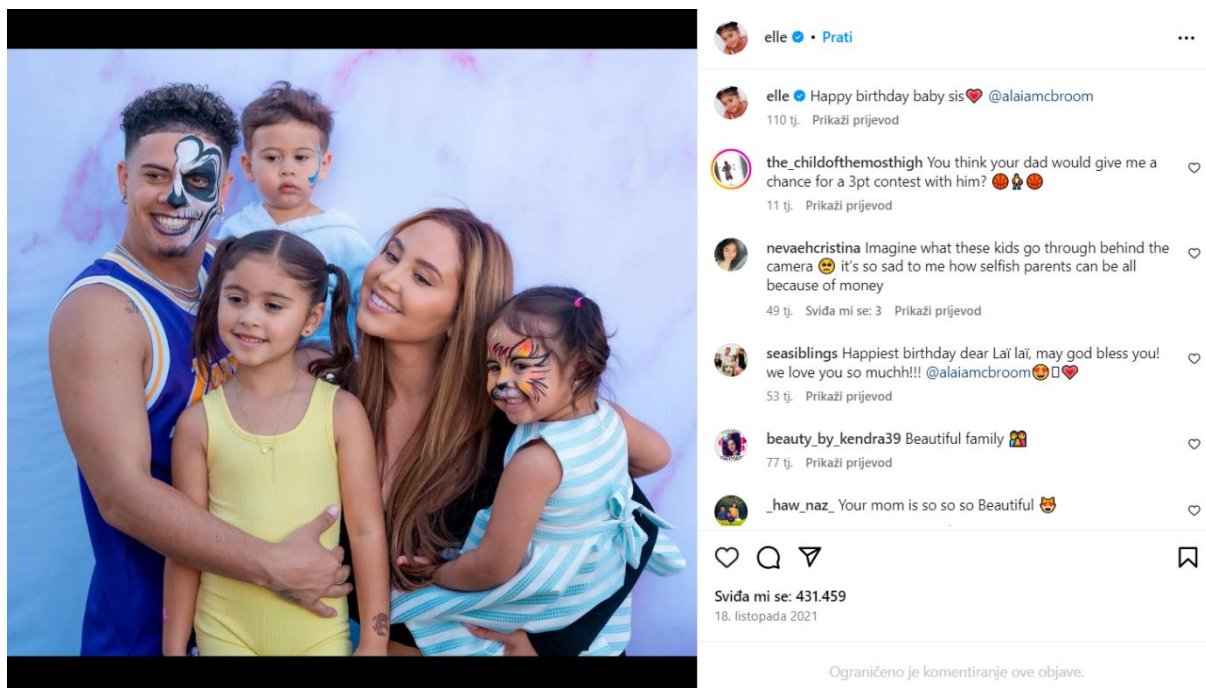 elle • Prati
elle Happy birthday baby sis💗 @alaiamcbroom
110 tj. Prikaži prijevod
the_childofthemosthigh You think your dad would give me a
chance for a 3pt contest with him? 🏀⛹🏽‍♂️🏀
11 tj. Prikaži prijevod
nevaehcristina Imagine what these kids go through behind the
camera 🥺 it's so sad to me how selfish parents can be all
because of money
49 tj. Sviđa mi se: 3 Prikaži prijevod
seasiblings Happiest birthday dear Laï laï, may god bless you!
we love you so muchh!!! @alaiamcbroom😍▯💗
53 tj. Prikaži prijevod
beauty_by_kendra39 Beautiful family 👩‍👩‍👧‍👦
77 tj. Prikaži prijevod
_haw_naz_ Your mom is so so so Beautiful 😻
Sviđa mi se: 431.459
18. listopada 2021
Ograničeno je komentiranje ove objave.